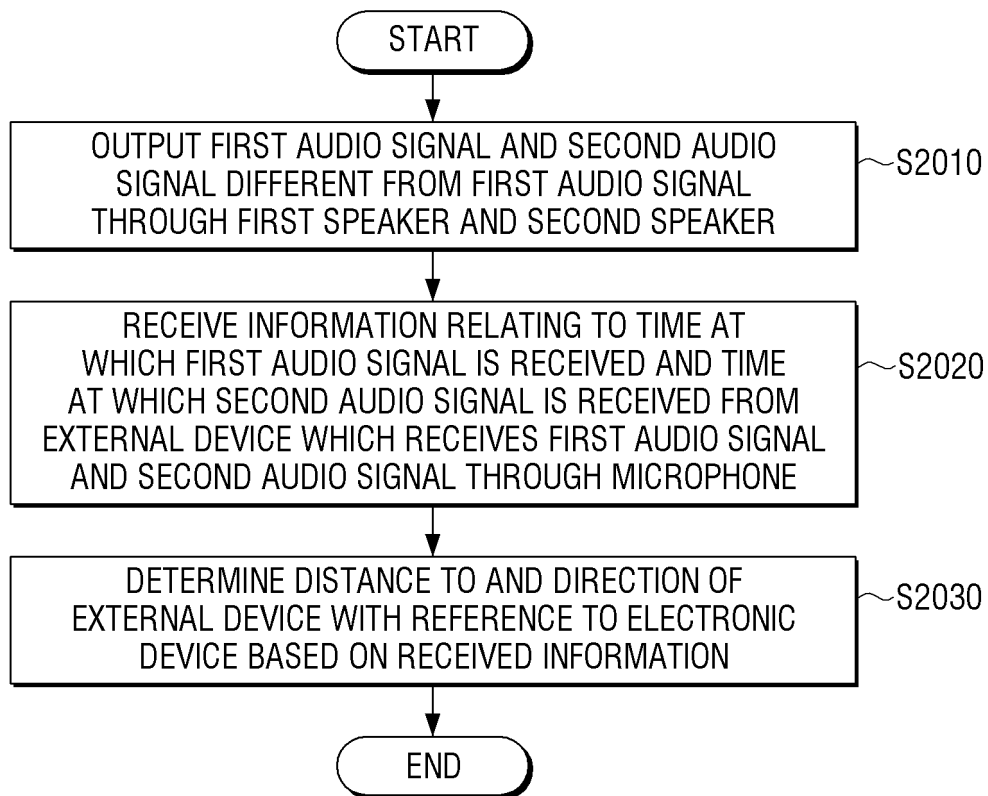 START
OUTPUT FIRST AUDIO SIGNAL AND SECOND AUDIO
SIGNAL DIFFERENT FROM FIRST AUDIO SIGNAL
THROUGH FIRST SPEAKER AND SECOND SPEAKER
S2010
RECEIVE INFORMATION RELATING TO TIME AT
WHICH FIRST AUDIO SIGNAL IS RECEIVED AND TIME
AT WHICH SECOND AUDIO SIGNAL IS RECEIVED FROM
EXTERNAL DEVICE WHICH RECEIVES FIRST AUDIO SIGNAL
AND SECOND AUDIO SIGNAL THROUGH MICROPHONE
S2020
DETERMINE DISTANCE TO AND DIRECTION OF
EXTERNAL DEVICE WITH REFERENCE TO ELECTRONIC
DEVICE BASED ON RECEIVED INFORMATION
S2030
END